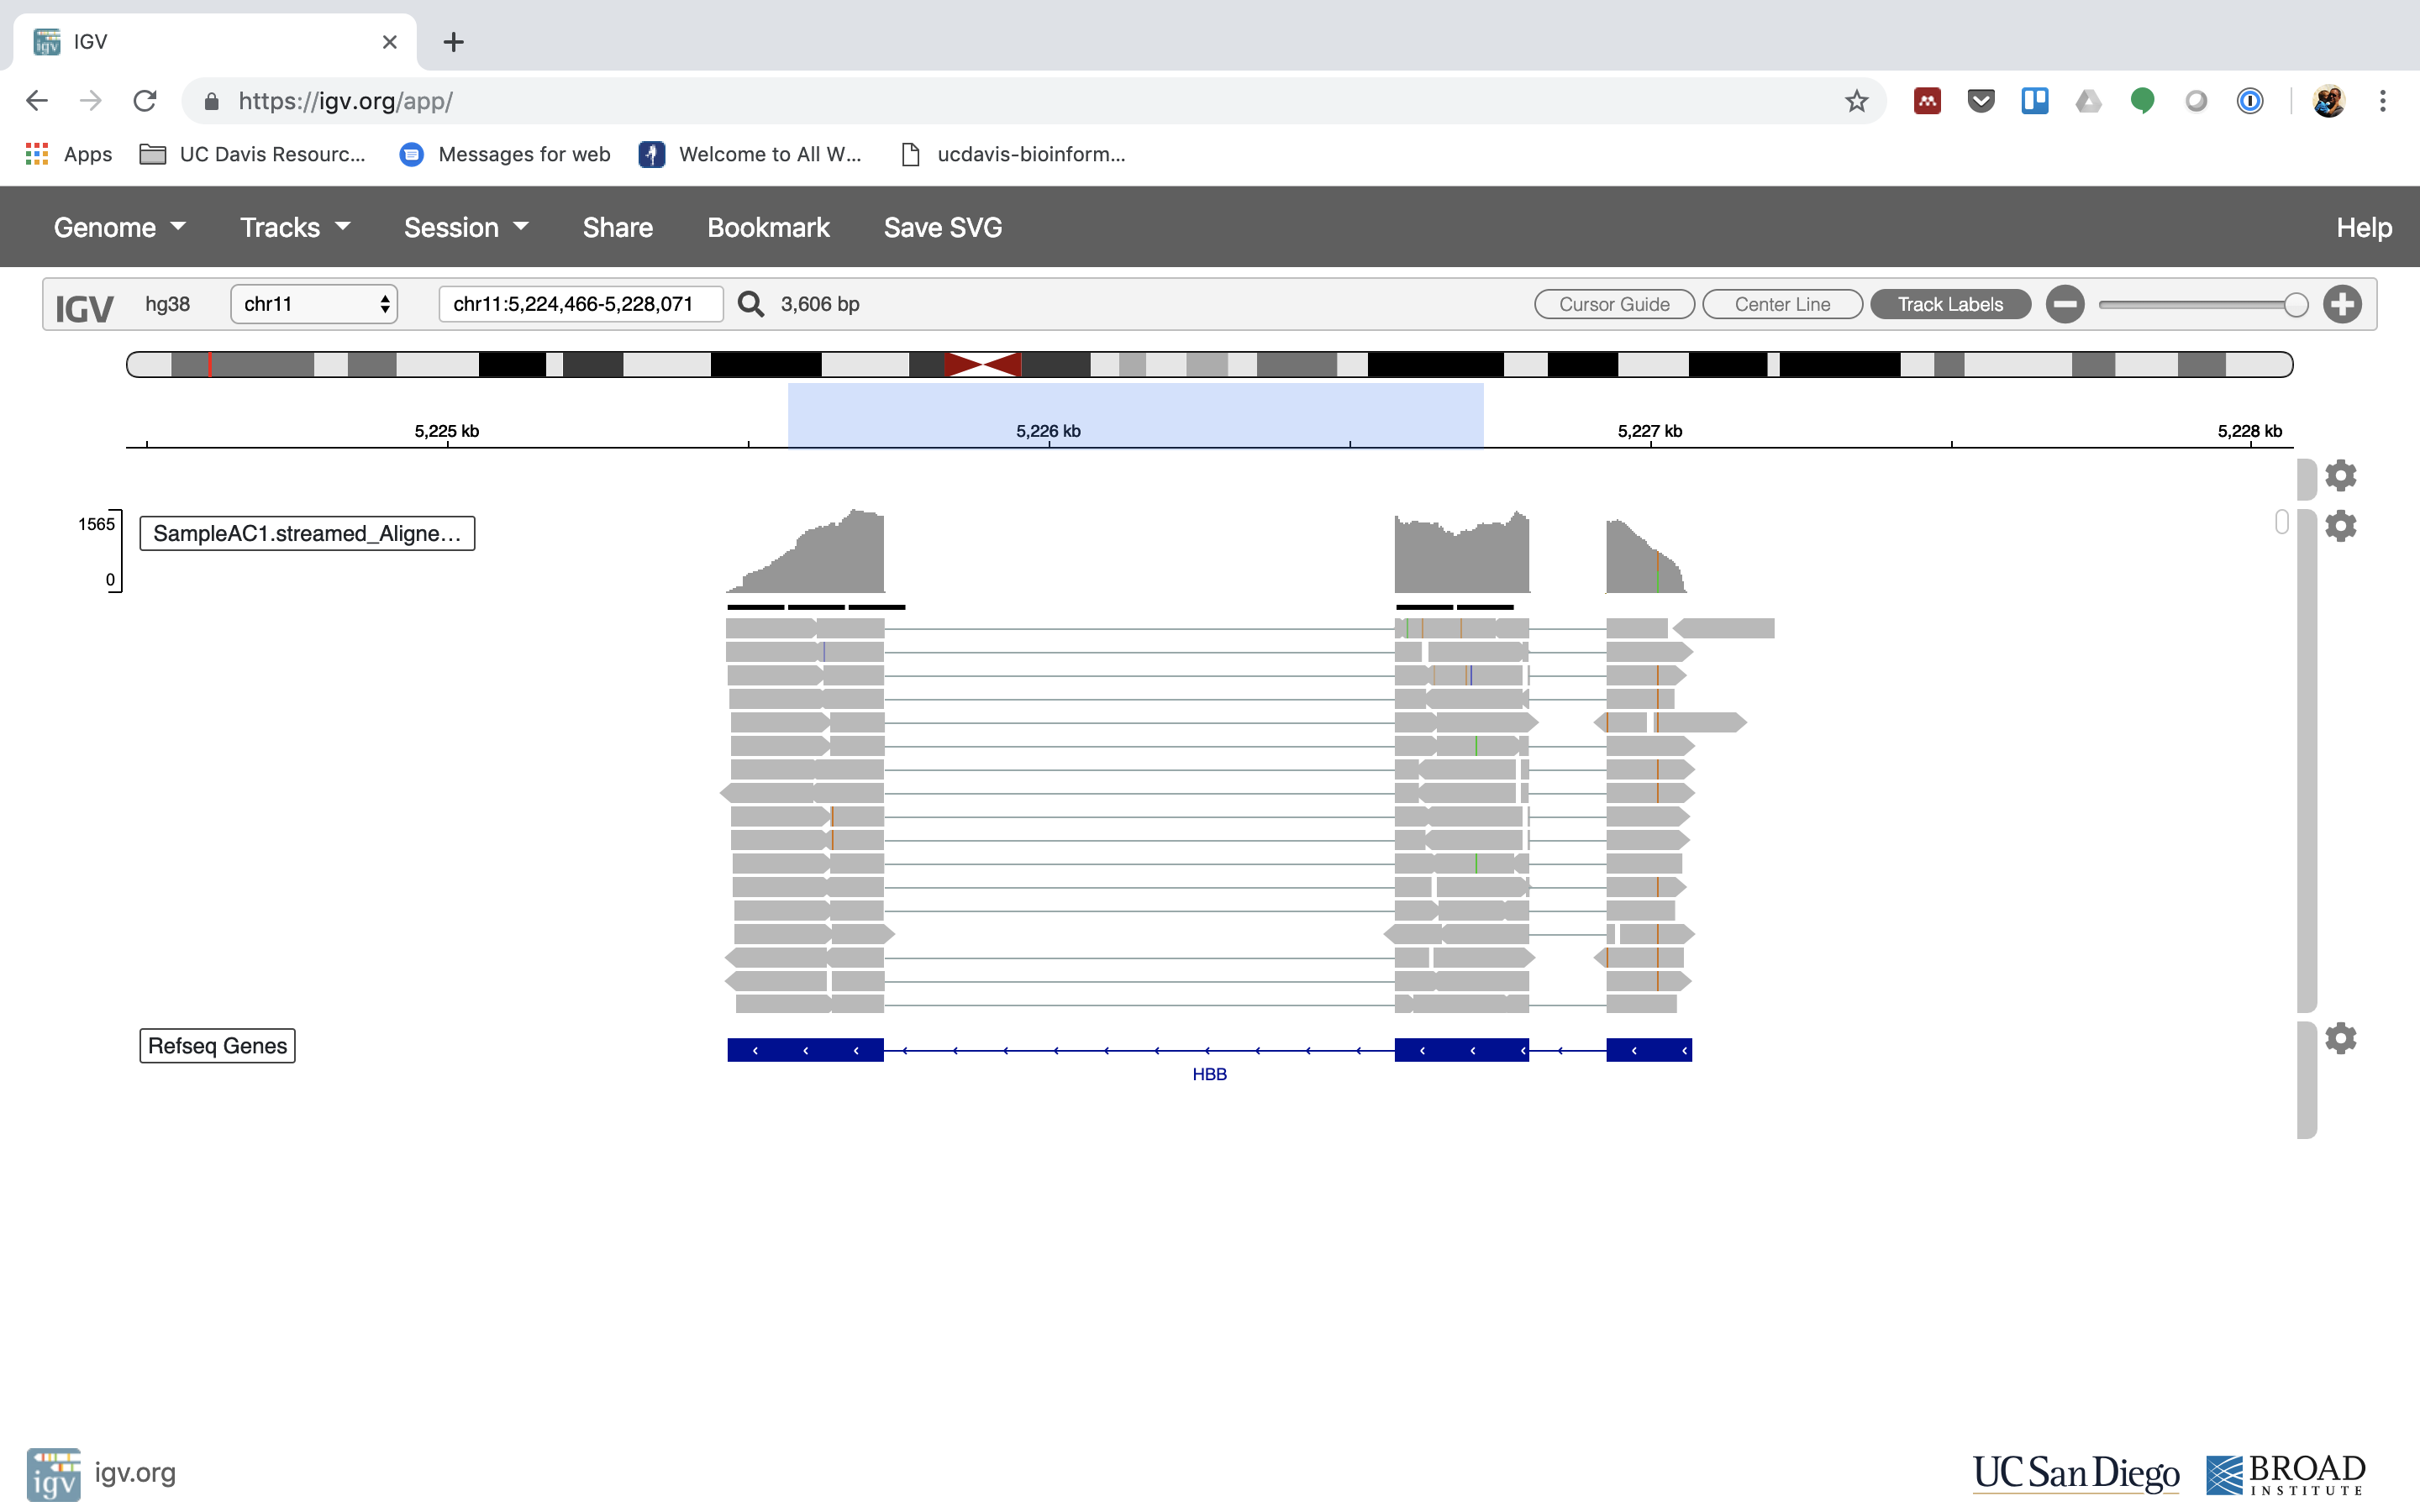 IGV
https://igv.org/app/
Apps UC Davis Resourc... Messages for web Welcome to All W... ucdavis-bioinform...
Genome Tracks Session Share Bookmark Save SVG Help
IGV hg38 chr11 chr11:5,224,466-5,228,071 3,606 bp Cursor Guide Center Line Track Labels
5,225 kb 5,226 kb 5,227 kb 5,228 kb
1565
SampleAC1.streamed_Aligne...
0
Refseq Genes
HBB
igv igv.org UC San Diego BROAD
INSTITUTE